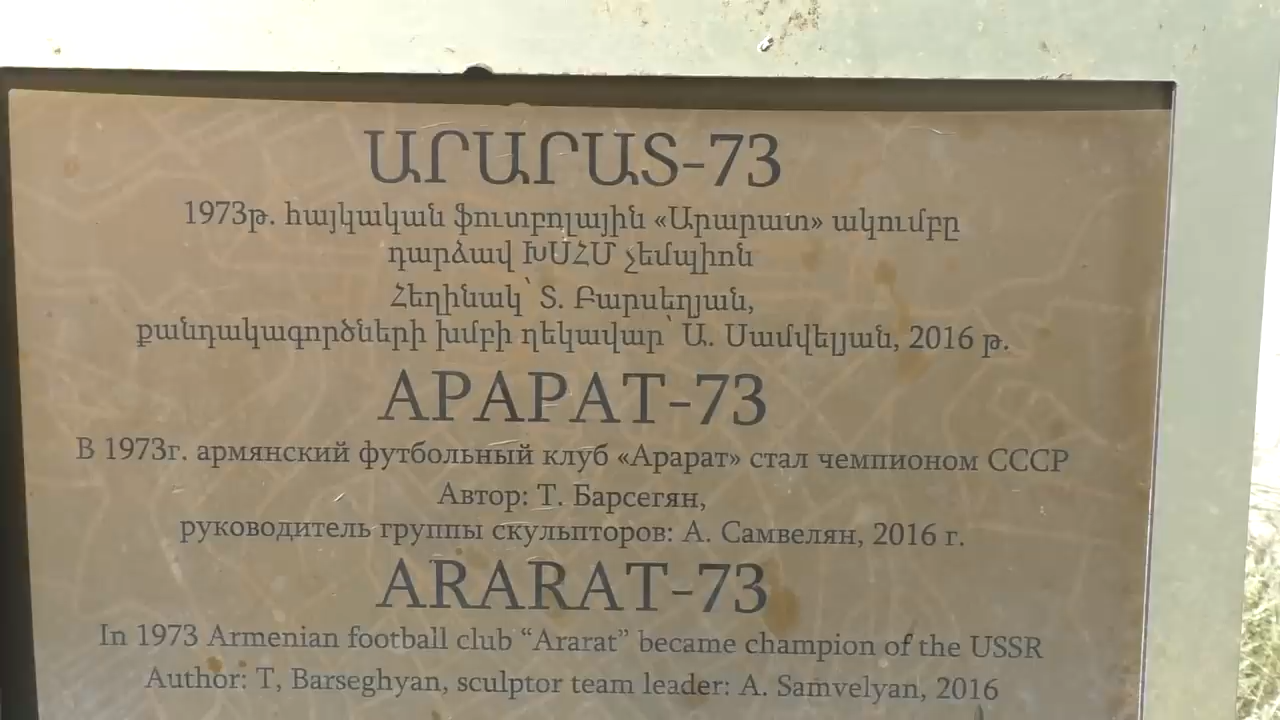 ԱՐԱՐԱՏ-73
1973թ. հայկական ֆուտբոլային «Արարատ» ակումբը
դարձավ ԽՍՀՄ չեմպիոն
Հեղինակ՝ Տ. Բարսեղյան,
քանդակագործների խմբի ղեկավար՝ Ա. Սամվելյան, 2016 թ.
АРАРАТ-73
В 1973г. армянский футбольный клуб «Арарат» стал чемпионом СССР
Автор: Т. Барсегян,
руководитель группы скульпторов: А. Самвелян, 2016 г.
ARARAT-73
In 1973 Armenian football club “Ararat” became champion of the USSR
Author: T, Barseghyan, sculptor team leader: A. Samvelyan, 2016